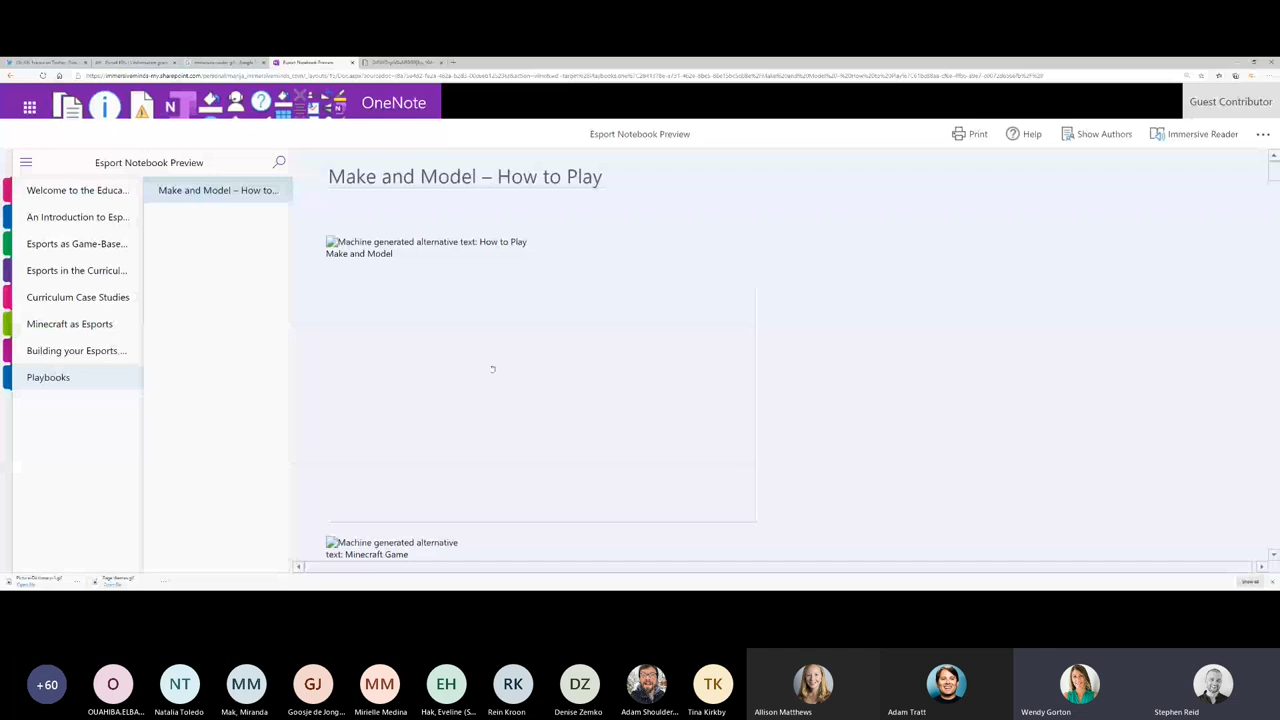 Esport Notebook Preview
OneNote
Guest Contributor
Esport Notebook Preview
Print
Help
Show Authors
Immersive Reader
Esport Notebook Preview
Welcome to the Educa...
An Introduction to Esp...
Esports as Game-Base...
Esports in the Curricul...
Curriculum Case Studies
Minecraft as Esports
Building your Esports ...
Playbooks
Make and Model – How to...
Make and Model – How to Play
Machine generated alternative text: How to Play
Make and Model
Machine generated alternative
text: Minecraft Game
Show all
+60
O
NT
MM
GJ
MM
EH
RK
DZ
TK
OUAHIBA.ELBA...
Natalia Toledo
Mak, Miranda
Goosje de Jong...
Mirielle Medina
Hak, Eveline (S...
Rein Kroon
Denise Zemko
Adam Shoulder...
Tina Kirkby
Allison Matthews
Adam Tratt
Wendy Gorton
Stephen Reid